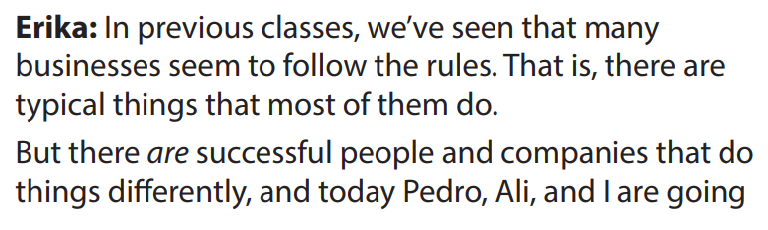 Erika: In previous classes, we’ve seen that many
businesses seem to follow the rules. That is, there are
typical things that most of them do.
But there are successful people and companies that do
things differently, and today Pedro, Ali, and I are going